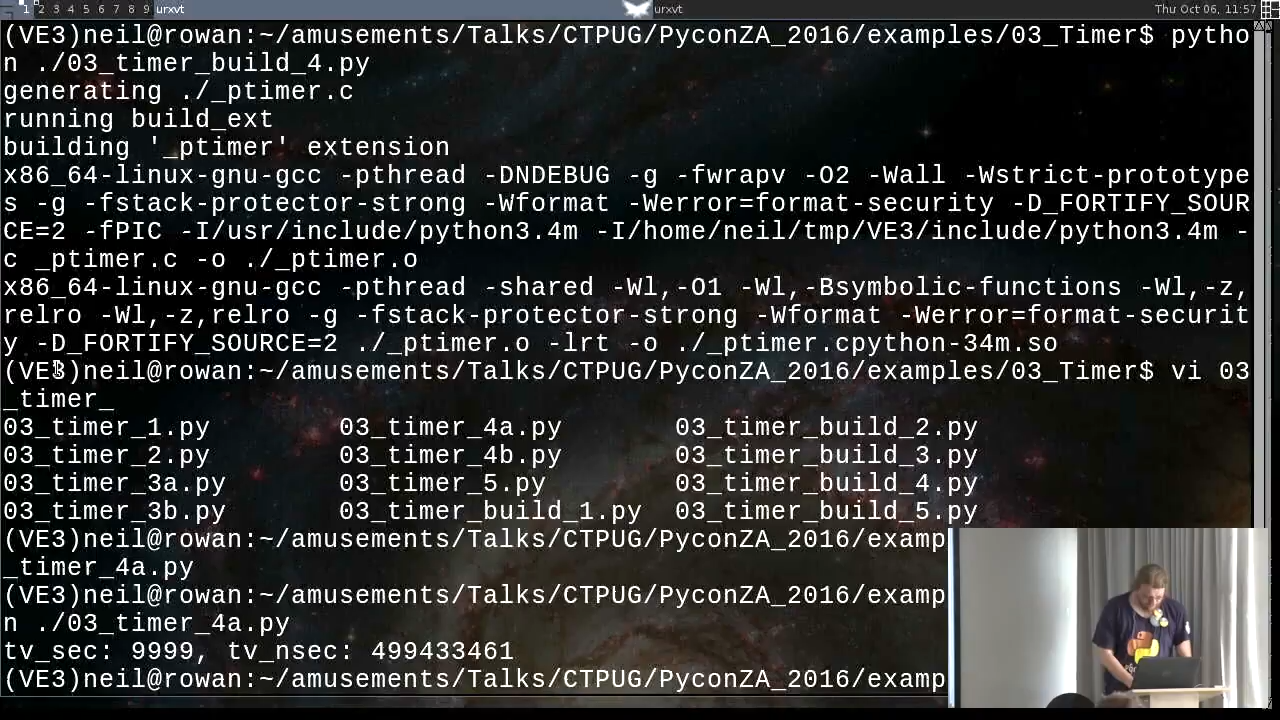 1 2 3 4 5 6 7 8 9 urxvt urxvt Thu Oct 06, 11:57
(VE3)neil@rowan:~/amusements/Talks/CTPUG/PyconZA_2016/examples/03_Timer$ pytho
n ./03_timer_build_4.py
generating ./_ptimer.c
running build_ext
building '_ptimer' extension
x86_64-linux-gnu-gcc -pthread -DNDEBUG -g -fwrapv -O2 -Wall -Wstrict-prototype
s -g -fstack-protector-strong -Wformat -Werror=format-security -D_FORTIFY_SOUR
CE=2 -fPIC -I/usr/include/python3.4m -I/home/neil/tmp/VE3/include/python3.4m -
c _ptimer.c -o ./_ptimer.o
x86_64-linux-gnu-gcc -pthread -shared -Wl,-O1 -Wl,-Bsymbolic-functions -Wl,-z,
relro -Wl,-z,relro -g -fstack-protector-strong -Wformat -Werror=format-securit
y -D_FORTIFY_SOURCE=2 ./_ptimer.o -lrt -o ./_ptimer.cpython-34m.so
(VE3)neil@rowan:~/amusements/Talks/CTPUG/PyconZA_2016/examples/03_Timer$ vi 03
_timer_
03_timer_1.py 03_timer_4a.py 03_timer_build_2.py
03_timer_2.py 03_timer_4b.py 03_timer_build_3.py
03_timer_3a.py 03_timer_5.py 03_timer_build_4.py
03_timer_3b.py 03_timer_build_1.py 03_timer_build_5.py
(VE3)neil@rowan:~/amusements/Talks/CTPUG/PyconZA_2016/examp
_timer_4a.py
(VE3)neil@rowan:~/amusements/Talks/CTPUG/PyconZA_2016/examp
n ./03_timer_4a.py
tv_sec: 9999, tv_nsec: 499433461
(VE3)neil@rowan:~/amusements/Talks/CTPUG/PyconZA_2016/examp